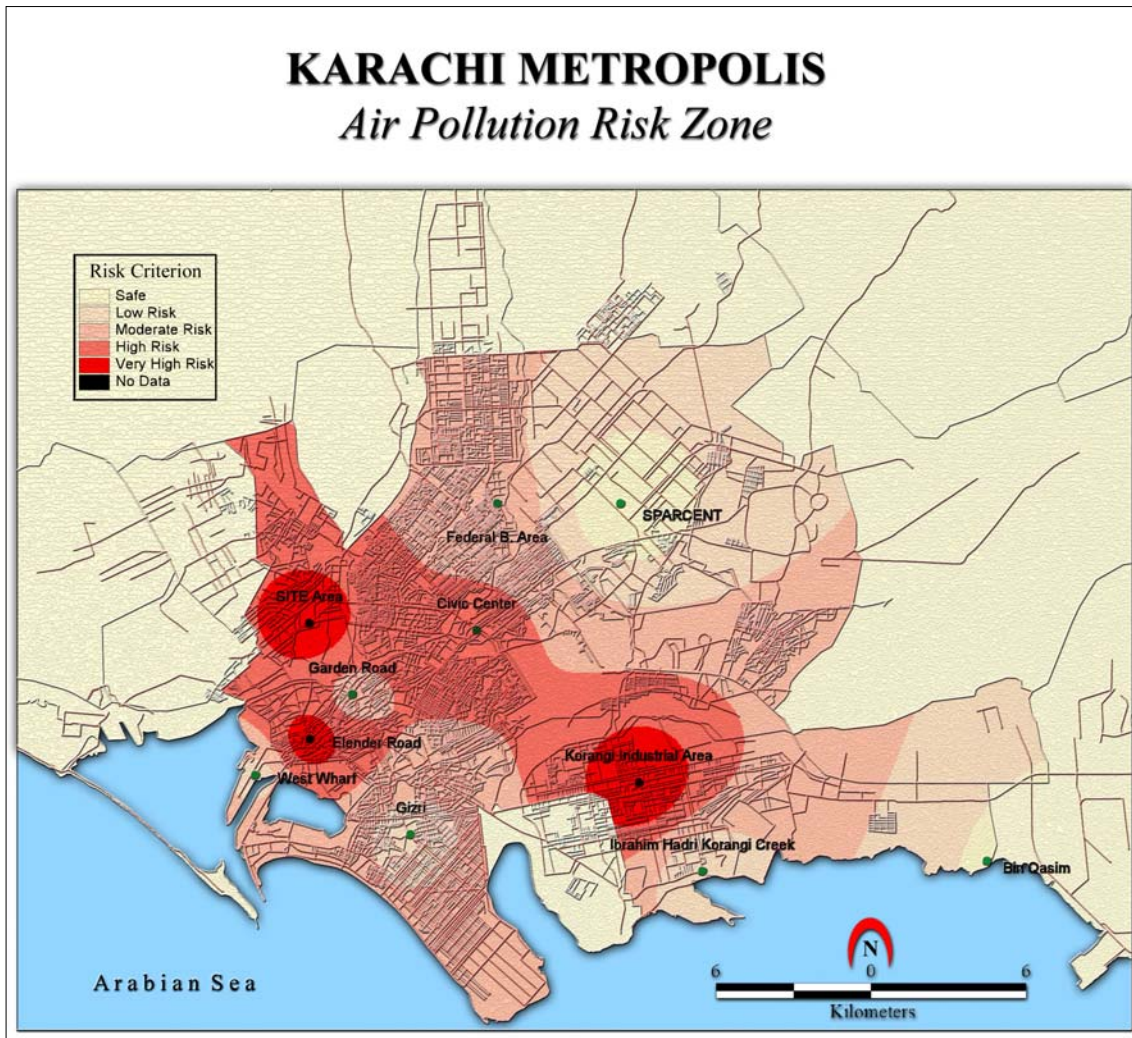 KARACHI METROPOLIS
Air Pollution Risk Zone
Risk Criterion
Safe
Low Risk
Moderate Risk
High Risk
Very High Risk
No Data
SPARCENT
Federal B. Area
SITE Area
Civic Center
Garden Road
Elender Road
Korangi Industrial Area
West Wharf
Gizri
Ibrahim Hadri Korangi Creek
Bin Qasim
N
6 0 6
Kilometers
Arabian Sea